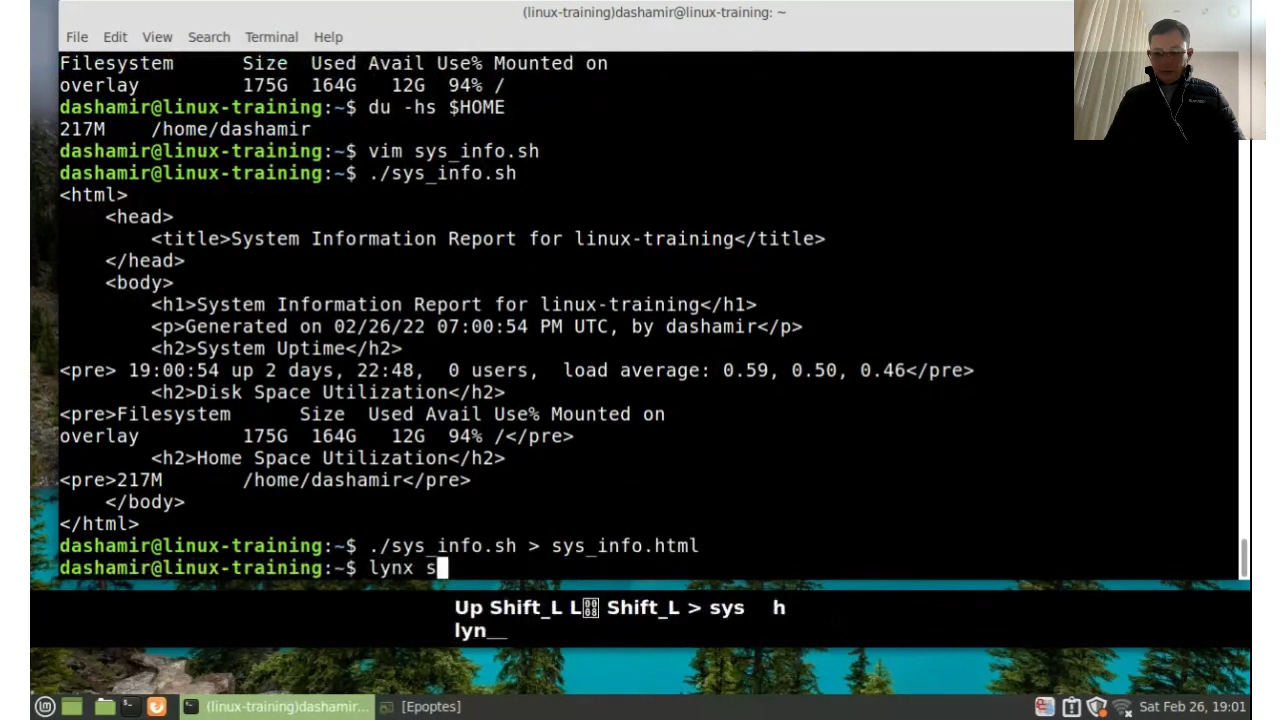 (linux-training)dashamir@linux-training: ~
File Edit View Search Terminal Help
Filesystem      Size  Used Avail Use% Mounted on
overlay         175G  164G   12G  94% /
dashamir@linux-training:~$ du -hs $HOME
217M    /home/dashamir
dashamir@linux-training:~$ vim sys_info.sh
dashamir@linux-training:~$ ./sys_info.sh
<html>
    <head>
        <title>System Information Report for linux-training</title>
    </head>
    <body>
        <h1>System Information Report for linux-training</h1>
        <p>Generated on 02/26/22 07:00:54 PM UTC, by dashamir</p>
        <h2>System Uptime</h2>
<pre> 19:00:54 up 2 days, 22:48,  0 users,  load average: 0.59, 0.50, 0.46</pre>
        <h2>Disk Space Utilization</h2>
<pre>Filesystem      Size  Used Avail Use% Mounted on
overlay         175G  164G   12G  94% /</pre>
        <h2>Home Space Utilization</h2>
<pre>217M       /home/dashamir</pre>
    </body>
</html>
dashamir@linux-training:~$ ./sys_info.sh > sys_info.html
dashamir@linux-training:~$ lynx s
Up Shift_L L Shift_L > sys h
lyn__
(linux-training)dashamir... [Epoptes] Sat Feb 26, 19:01